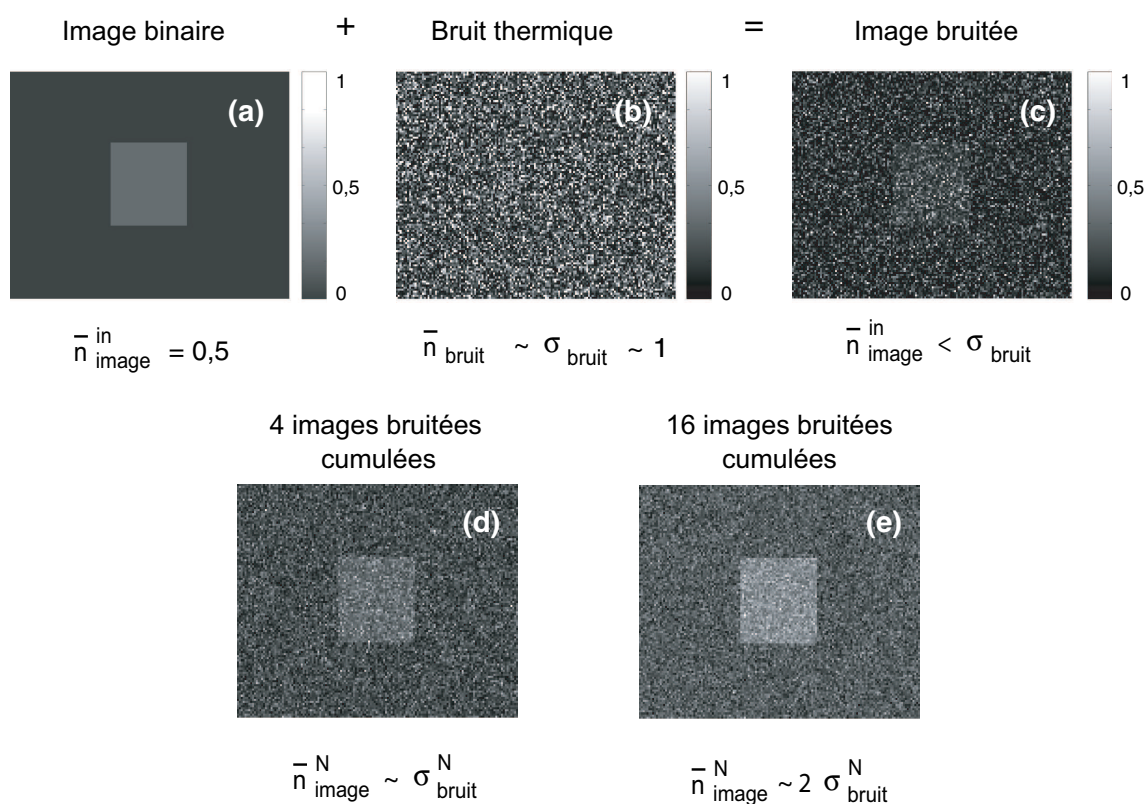 Image binaire + Bruit thermique = Image bruitée
(a) 1 0,5 0
(b) 1 0,5 0
(c) 1 0,5 0
n̄ in image = 0,5
n̄ bruit ~ σ bruit ~ 1
n̄ in image < σ bruit
4 images bruitées
cumulées
16 images bruitées
cumulées
(d)
(e)
n̄ N image ~ σ N bruit
n̄ N image ~ 2 σ N bruit